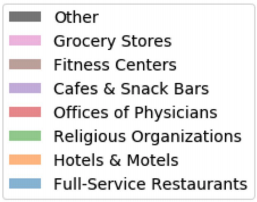 Other
Grocery Stores
Fitness Centers
Cafes & Snack Bars
Offices of Physicians
Religious Organizations
Hotels & Motels
Full-Service Restaurants